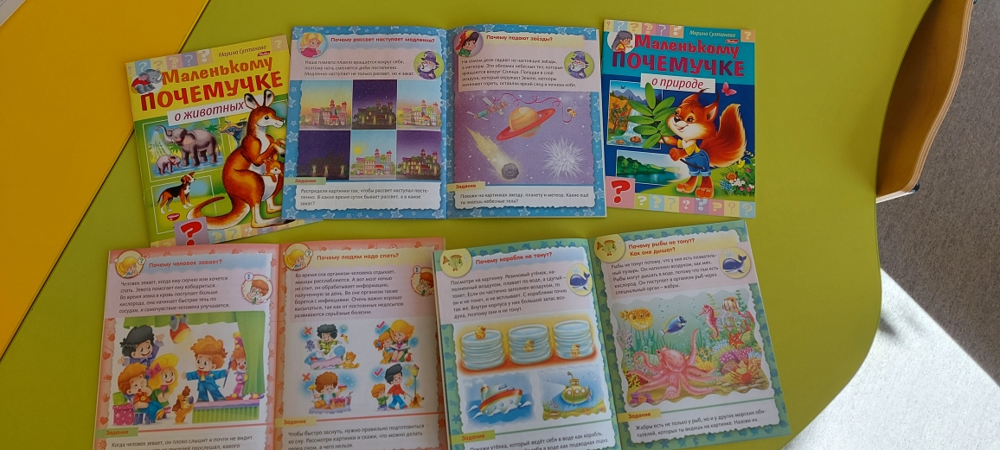 Марина Султанова
Маленькому
ПОЧЕМУЧКЕ
о животных
Почему рассвет наступает медленно?
Наша планета плавно вращается вокруг себя,
поэтому ночь сменяется днём постепенно.
Медленно наступает не только рассвет, но и закат.
Задание
Распредели картинки так, чтобы рассвет наступал посте-
пенно. В какое время суток бывает рассвет, а в какое
закат?
Почему падают звёзды?
На самом деле падают не настоящие звёзды,
а метеоры. Это обломки небесных тел, которые
вращаются вокруг Солнца. Попадая в слой
воздуха, который окружает Землю, метеоры
начинают гореть, оставляя яркий след в ночном небе.
Задание
Покажи на картинках звезду, планету и метеор. Какие ещё
ты знаешь небесные тела?
Марина Султанова
Маленькому
ПОЧЕМУЧКЕ
о природе
Почему человек зевает?
Человек зевает, когда ему скучно или хочется
спать. Зевота помогает ему взбодриться.
Во время зевка в кровь поступает больше
кислорода, она начинает быстрее течь по
сосудам, и самочувствие человека улучшается.
Задание
Когда человек зевает, он плохо слышит и почти не видит.
Почему людям надо спать?
Во время сна организм человека отдыхает,
мышцы расслабляются. А вот мозг ночью
не спит, он обрабатывает информацию,
полученную за день. Во сне организм также
борется с инфекциями. Очень важно хорошо
высыпаться, так как от постоянных недосыпов
развиваются серьёзные болезни.
Задание
Чтобы быстро заснуть, нужно правильно подготовиться
ко сну. Рассмотри картинки и скажи, что можно делать
перед сном, а чего нельзя.
Почему корабли не тонут?
Посмотри на картинку. Резиновый утёнок, на-
полненный воздухом, плавает по воде, а сдутый –
тонет. Если он частично заполнен воздухом, то
он и не тонет, и не всплывает. С кораблями точно
так же. Внутри корпуса у них большой запас воз-
духа, поэтому они и не тонут.
Задание
Покажи утёнка, который ведёт себя в воде как корабль.
Почему рыбы не тонут?
Как они дышат?
Рыбы не тонут потому, что у них есть плаватель-
ный пузырь. Он наполнен воздухом, как мяч.
Рыбы могут дышать в воде, потому что там есть
кислород. Он поступает в организм рыб через
специальный орган – жабры.
Задание
Жабры есть не только у рыб, но и у других морских оби-
тателей, которых ты видишь на картинке. Назови их.